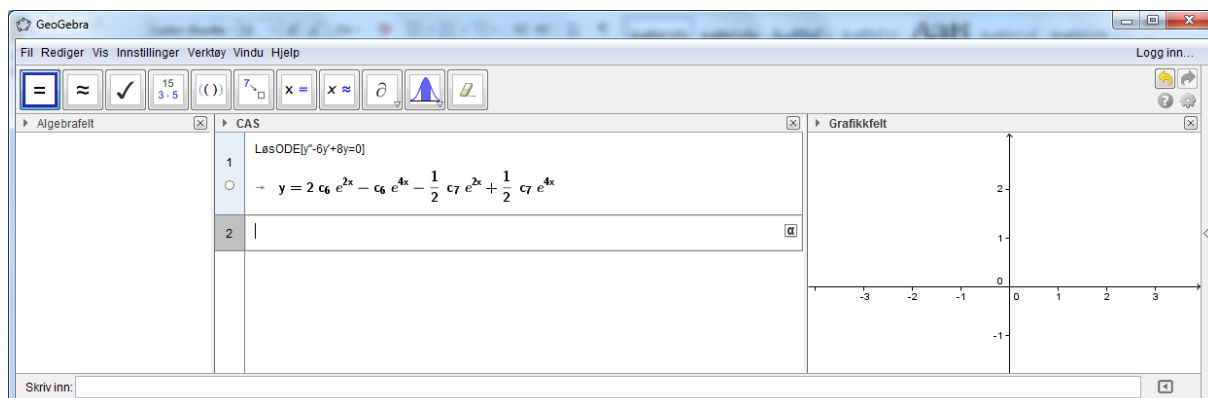 GeoGebra
Fil Rediger Vis Innstillinger Verktøy Vindu Hjelp Logg inn...
= ≈ ✓ 15 3·5 (( )) 7 x = x ≈ ∂
Algebrafelt CAS Grafikkfelt
LøsODE[y''-6y'+8y=0]
1
→ y = 2 c₆ e^{2x} − c₆ e^{4x} − 1/2 c₇ e^{2x} + 1/2 c₇ e^{4x}
2 α
2
1
0
-3 -2 -1 0 1 2 3
-1
Skriv inn: